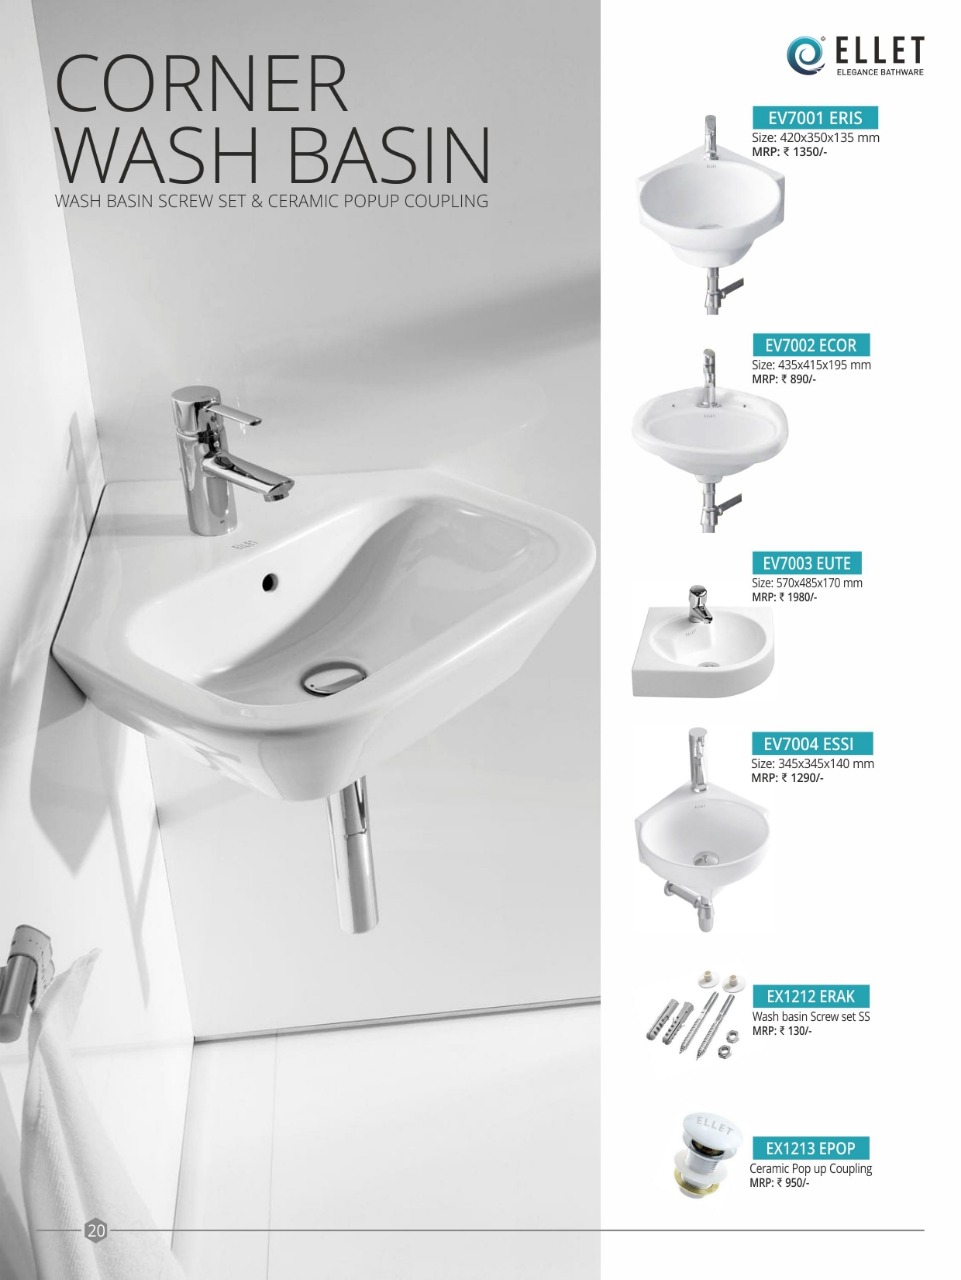 CORNER
WASH BASIN
WASH BASIN SCREW SET & CERAMIC POPUP COUPLING
ELLET
ELEGANCE BATHWARE
EV7001 ERIS
Size: 420x350x135 mm
MRP: ₹ 1350/-
EV7002 ECOR
Size: 435x415x195 mm
MRP: ₹ 890/-
EV7003 EUTE
Size: 570x485x170 mm
MRP: ₹ 1980/-
EV7004 ESSI
Size: 345x345x140 mm
MRP: ₹ 1290/-
EX1212 ERAK
Wash basin Screw set SS
MRP: ₹ 130/-
ELLET
EX1213 EPOP
Ceramic Pop up Coupling
MRP: ₹ 950/-
ELLET
20